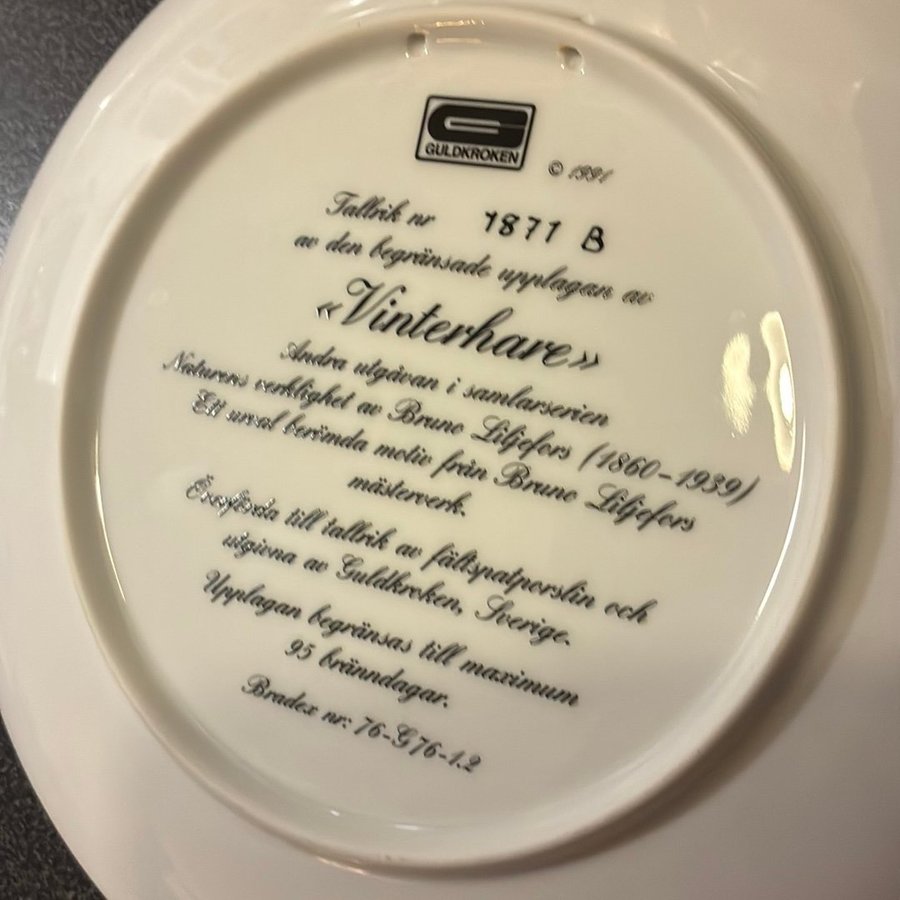 GULDKROKEN
© 1991
Tallrik nr 1871 B
av den begränsade upplagan av
«Vinterhare»
Andra utgåvan i samlarserien
Naturens verklighet av Bruno Liljefors (1860-1939)
Ett urval berömda motiv från Bruno Liljefors
mästerverk.
Överförda till tallrik av fältspatporslin och
utgivna av Guldkroken, Sverige.
Upplagan begränsas till maximum
95 bränndagar.
Bradex nr: 76-G76-1.2